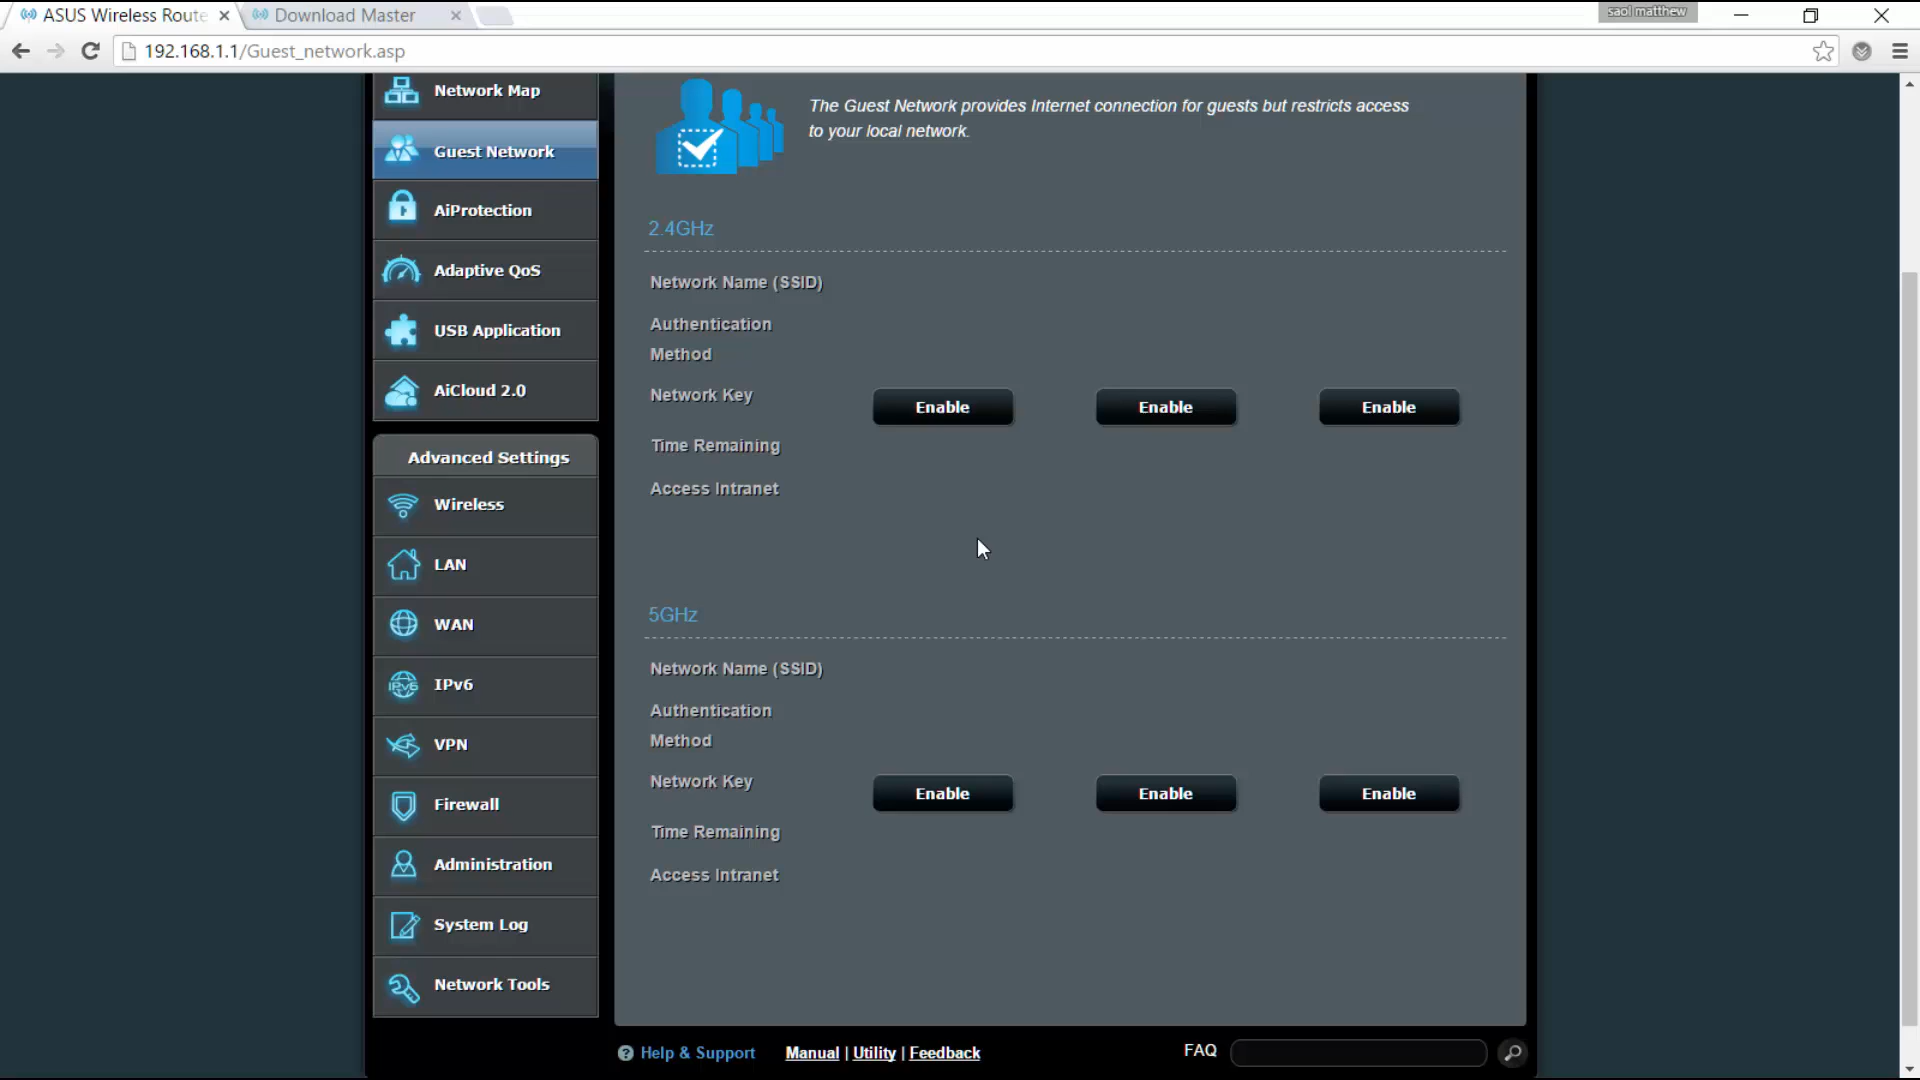 ASUS Wireless Route
Download Master
saol matthew
192.168.1.1/Guest_network.asp
Network Map
Guest Network
AiProtection
Adaptive QoS
USB Application
AiCloud 2.0
Advanced Settings
Wireless
LAN
WAN
IPv6
IPv6
VPN
Firewall
Administration
System Log
Network Tools
The Guest Network provides Internet connection for guests but restricts access
to your local network.
2.4GHz
Network Name (SSID)
Authentication
Method
Network Key
Enable Enable Enable
Time Remaining
Access Intranet
5GHz
Network Name (SSID)
Authentication
Method
Network Key
Enable Enable Enable
Time Remaining
Access Intranet
? Help & Support Manual | Utility | Feedback FAQ